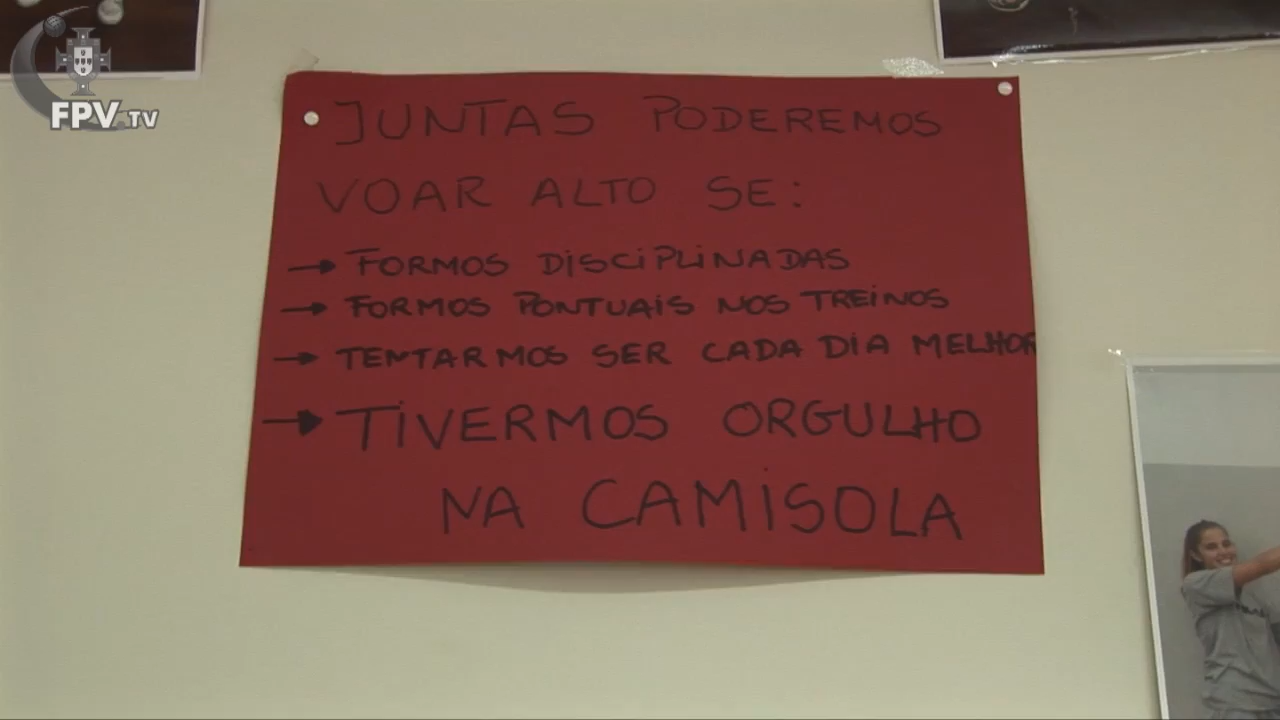 FPV.TV
JUNTAS PODEREMOS
VOAR ALTO SE:
→ FORMOS DISCIPLINADAS
→ FORMOS PONTUAIS NOS TREINOS
→ TENTARMOS SER CADA DIA MELHOR
→ TIVERMOS ORGULHO
NA CAMISOLA